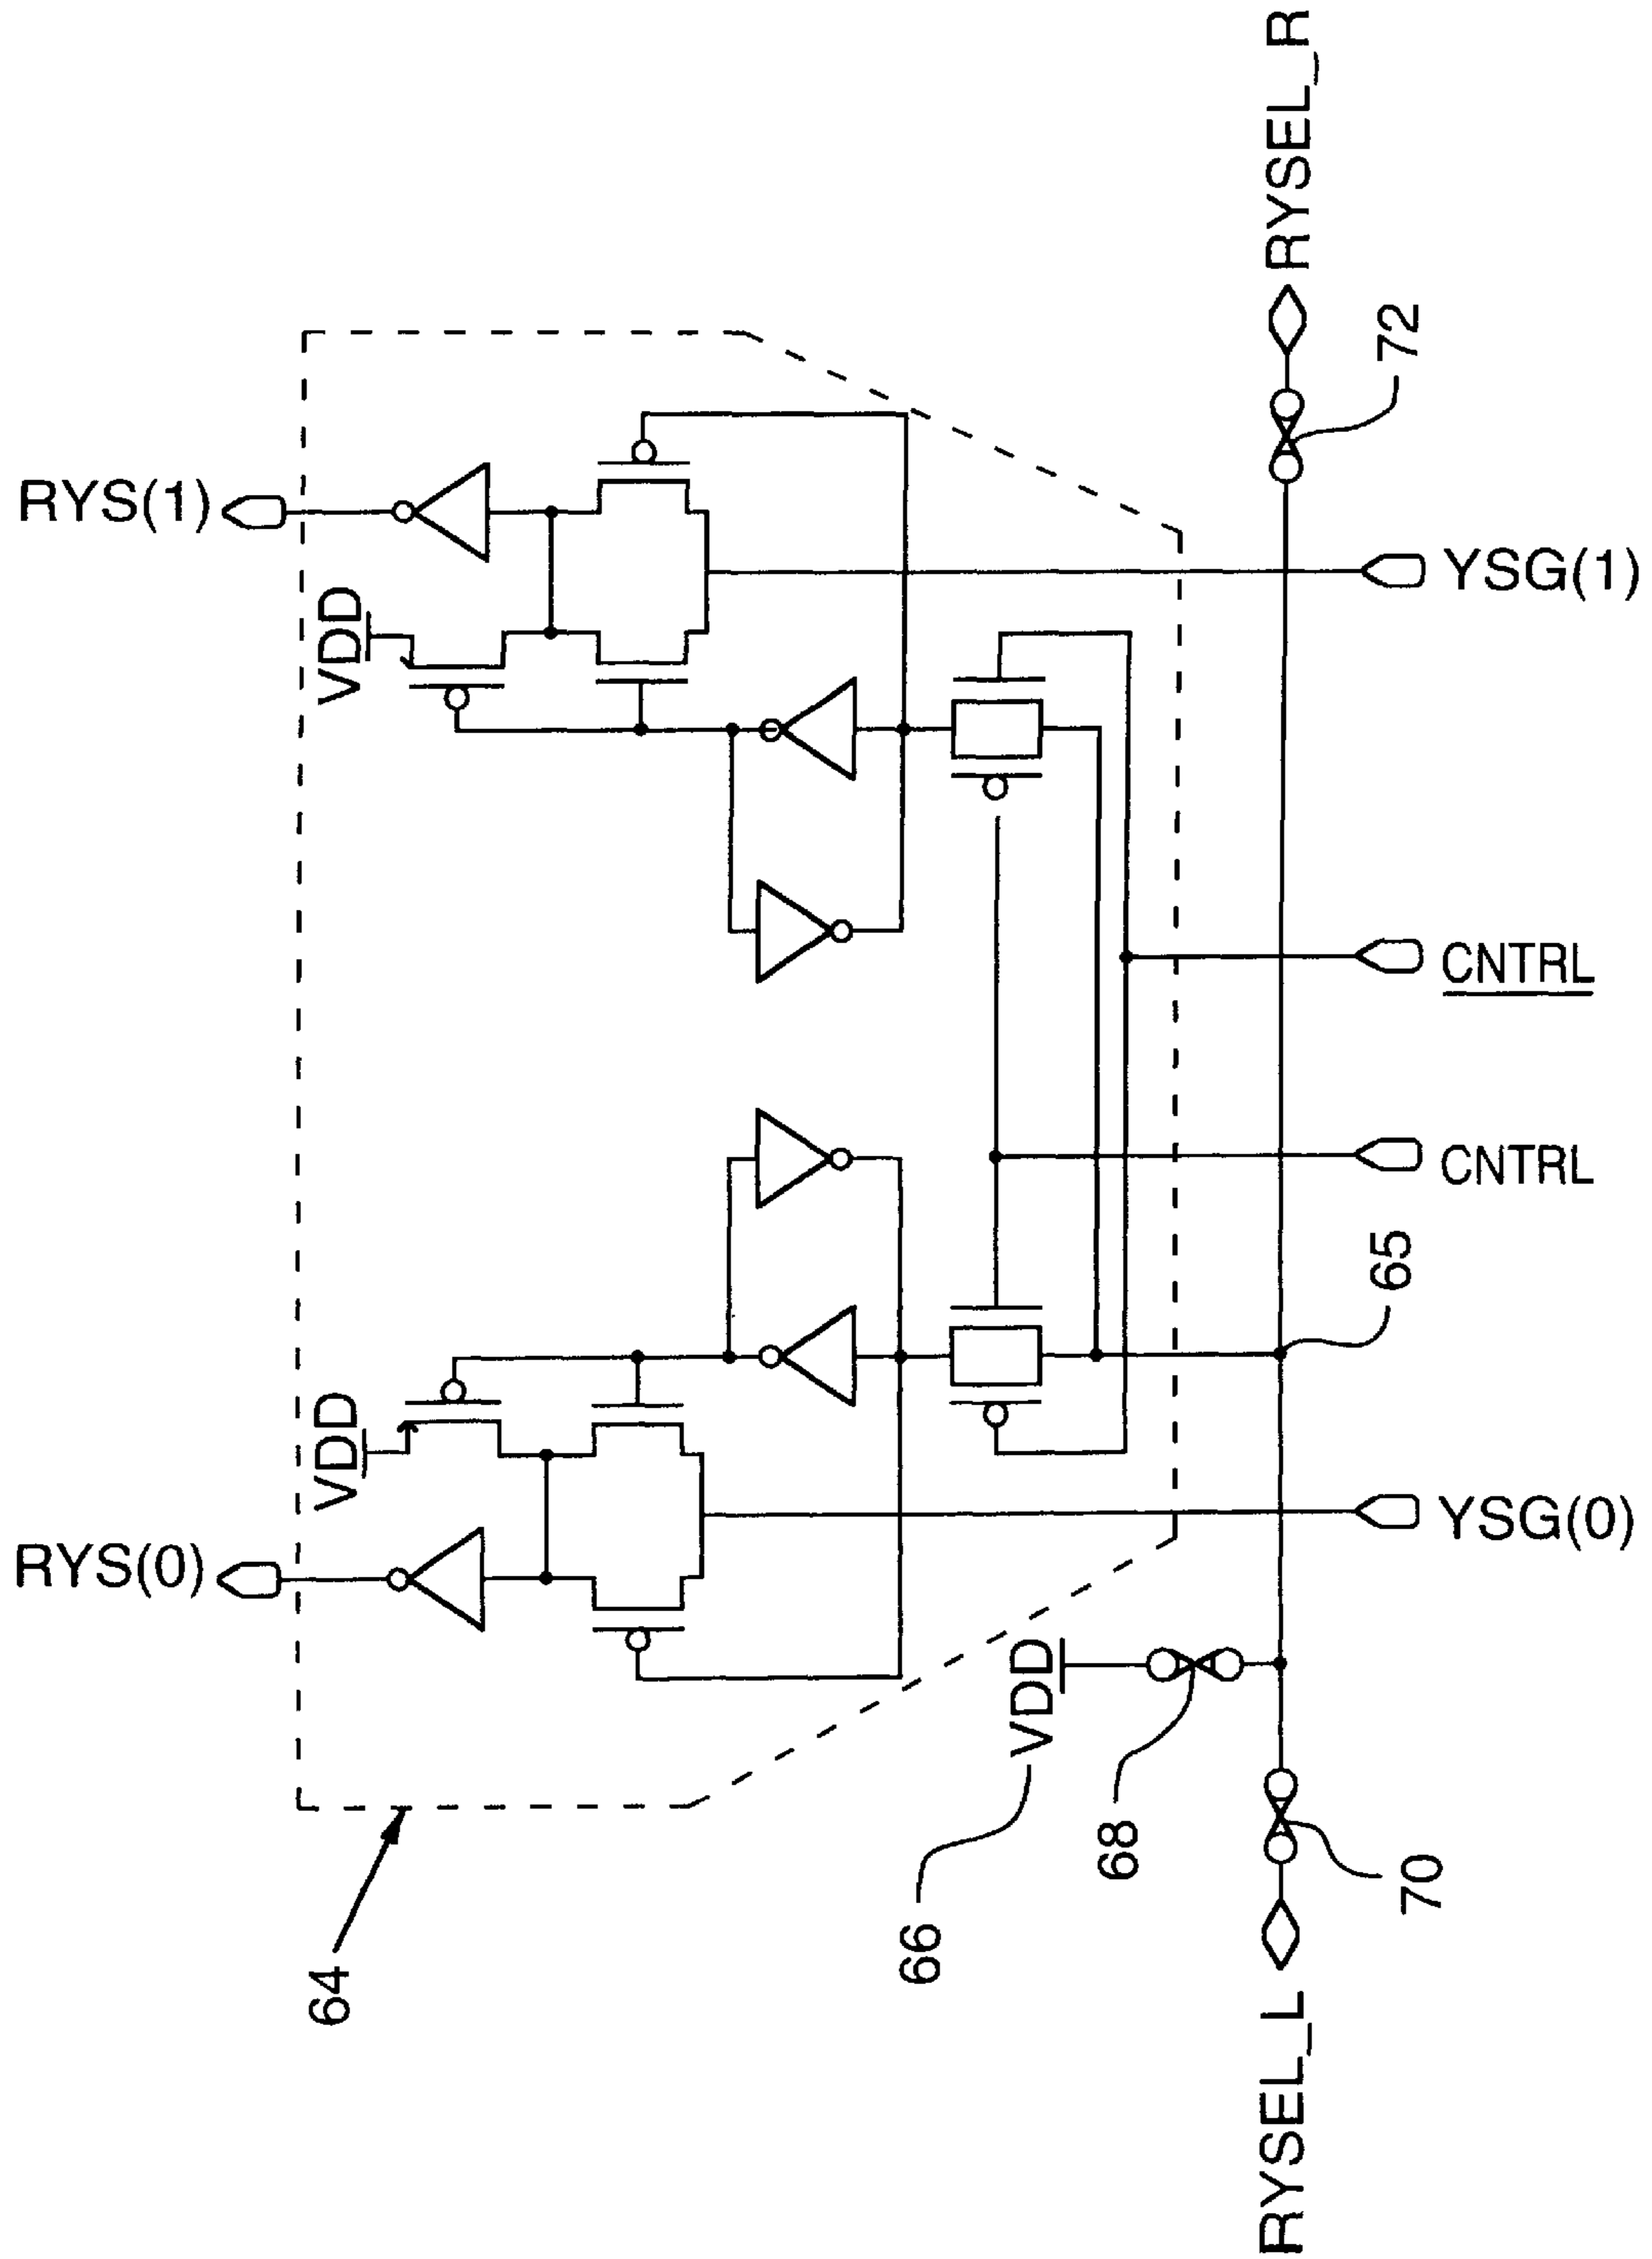 RYS(0)
RYS(1)
VDD
VDD
64
66
VDD
68
70
65
72
RYSEL_L
RYSEL_R
YSG(0)
CNTRL
CNTRL
YSG(1)